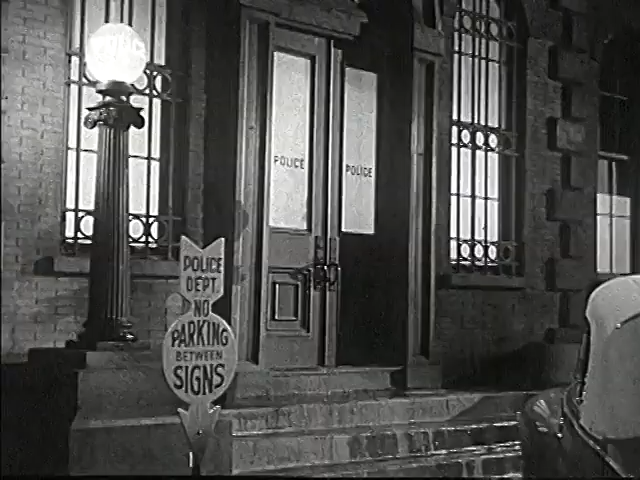 POLICE
POLICE
POLICE
DEPT.
NO
PARKING
BETWEEN
SIGNS